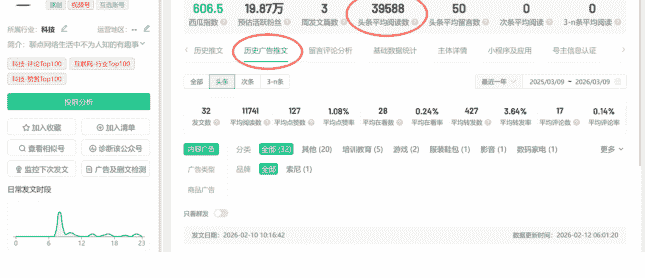 原创 视频号 互选账号
所属行业：科技 运营地区：--
简介：聊点网络生活中不为人知的有趣事
科技-评论Top100 互联网-行业Top100
科技-赞数Top100
投放分析
加入收藏 加入清单
查看相似号 诊断该公众号
监控下次发文 广告及删文检测
日常发文时段
0 6 12 18 23
606.5 19.87万 3 39588 50 0 0
西瓜指数 预估活跃粉丝 周发文篇数 头条平均阅读数 头条平均留言数 次条平均阅读 3-n条平均阅读
历史推文 历史广告推文 留言评论分析 基础数据统计 主体详情 小程序及应用 号主信息认证
全部 头条 次条 3-n条 最近一年 2025/03/09 - 2026/03/09
32 11741 127 1.08% 28 0.24% 427 3.64% 17 0.14%
发文数 平均阅读数 平均点赞数 平均点赞率 平均在看数 平均在看率 平均转发数 平均转发率 平均评论数 平均评论率
内容广告 分类 全部 (32) 其他 (20) 培训教育 (5) 游戏 (2) 服装鞋包 (1) 影音 (1) 数码家电 (1) 更多
广告类型 品牌 全部 索尼 (1)
商品广告
只看群发
发文日期：2026-02-10 10:16:42 数据更新时间：2026-02-12 06:01:20